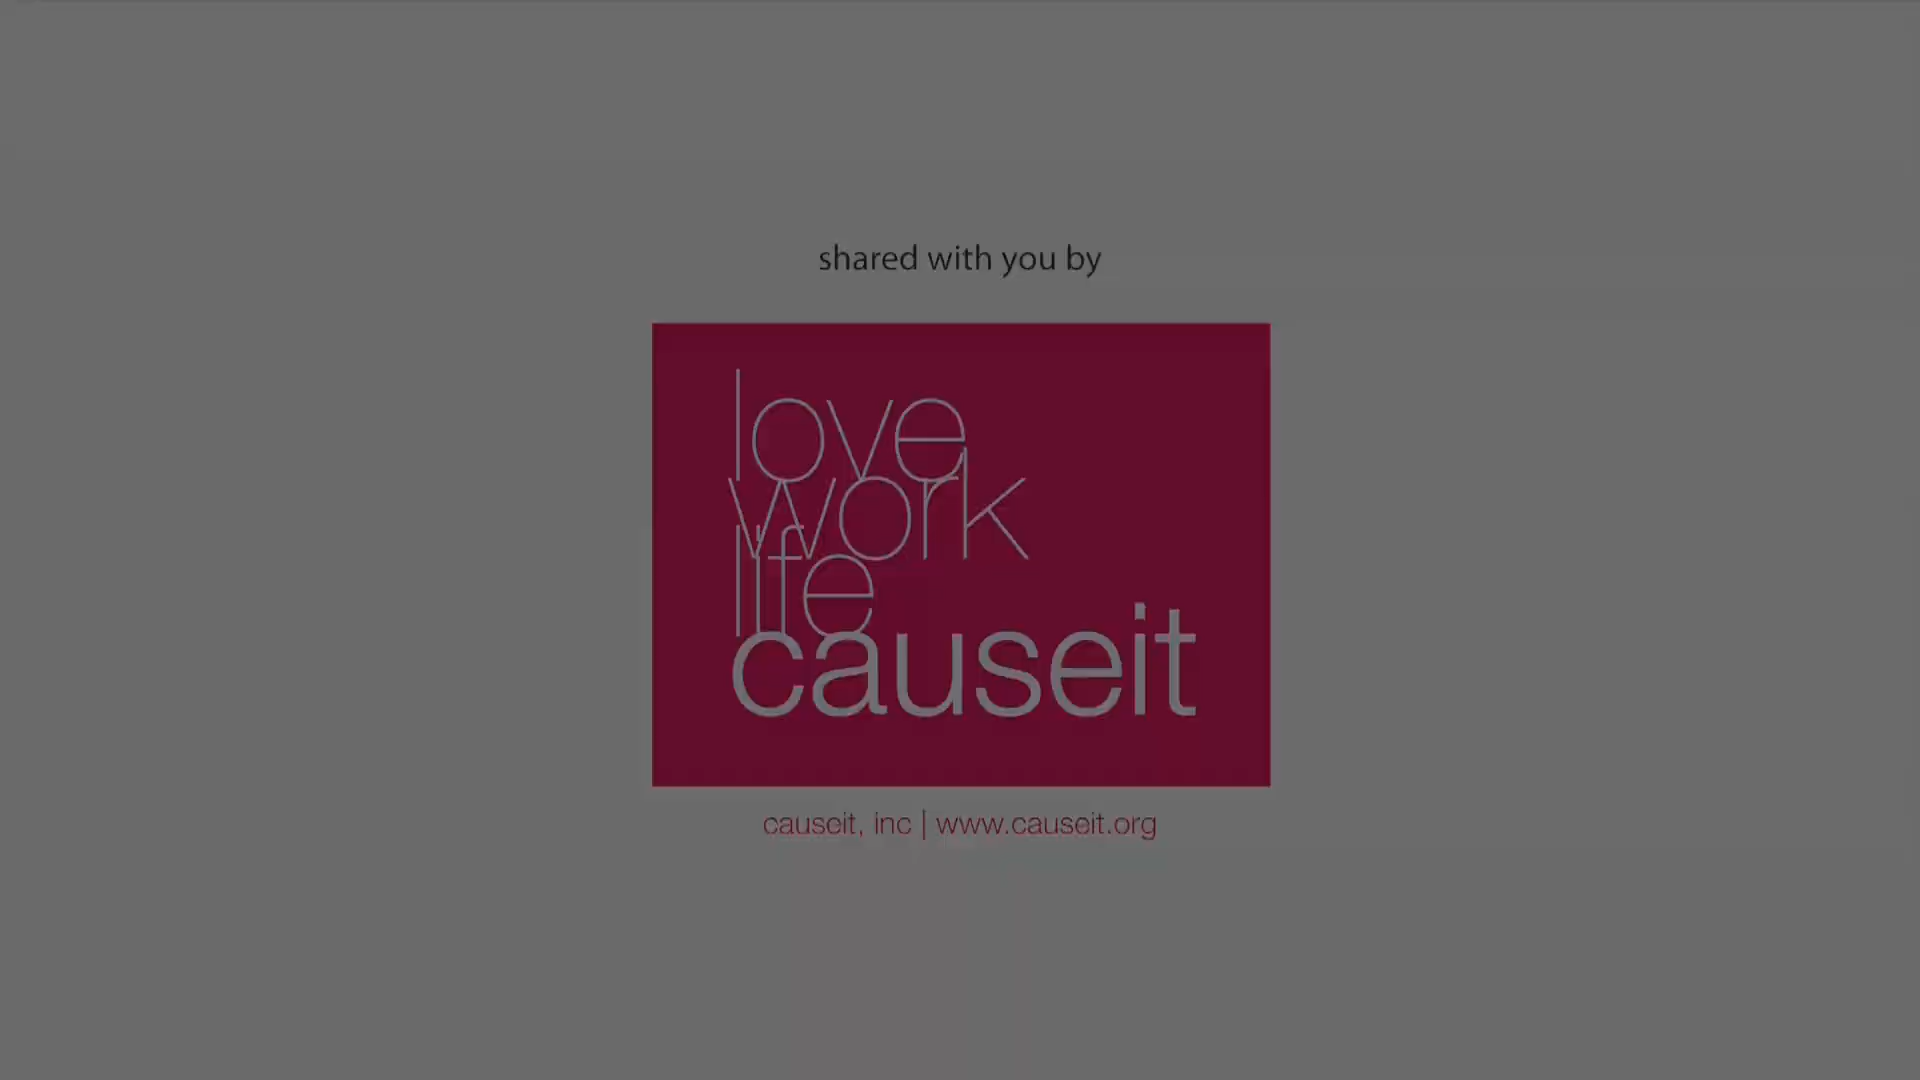 shared with you by
love
work
life
causeit
causeit, inc | www.causeit.org